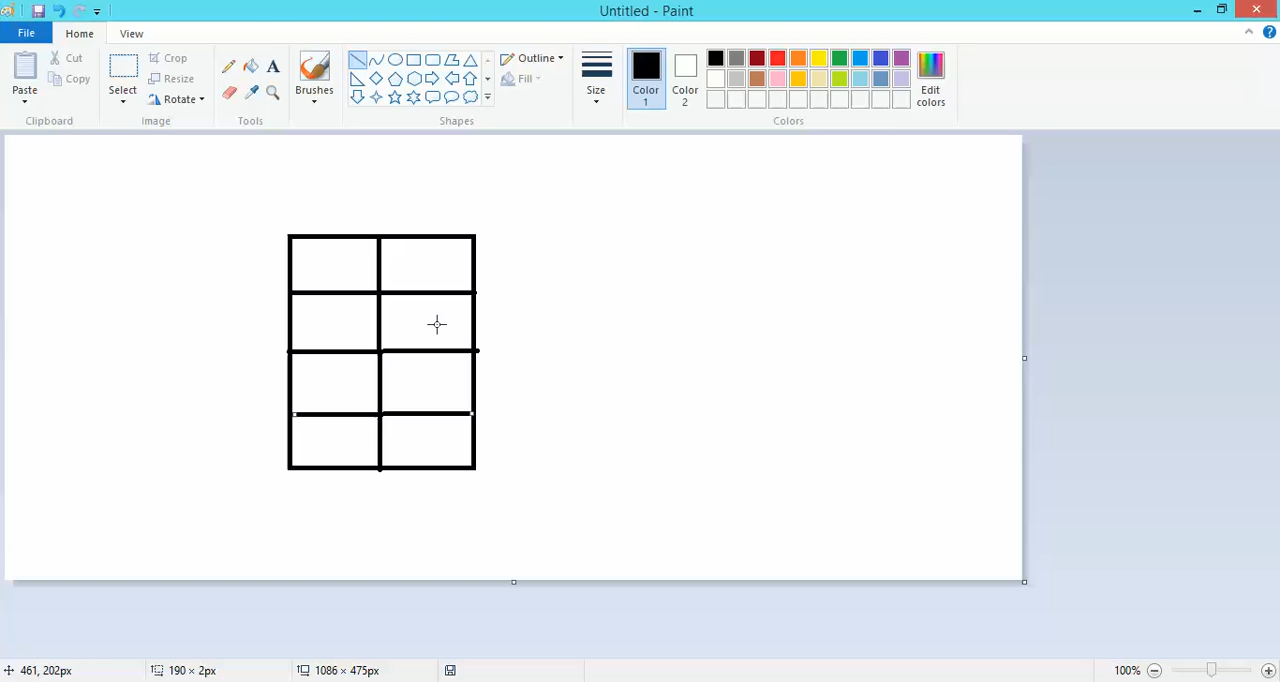 Untitled - Paint
File
Home
View
Paste
Cut
Copy
Clipboard
Select
Crop
Resize
Rotate
Image
A
Tools
Brushes
Outline
Fill
Shapes
Size
Color
1
Color
2
Edit
colors
Colors
461, 202px
190 × 2px
1086 × 475px
100%